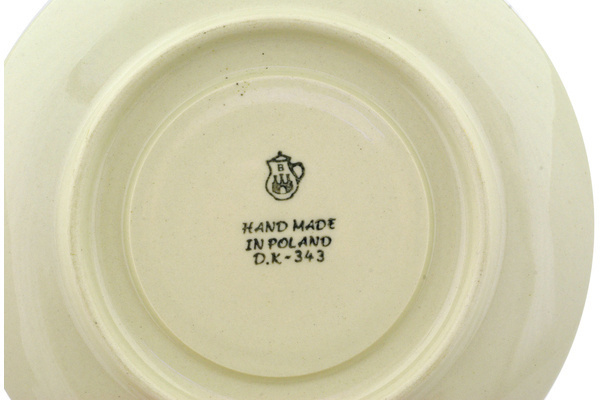 B
HAND MADE
IN POLAND
D.K-343